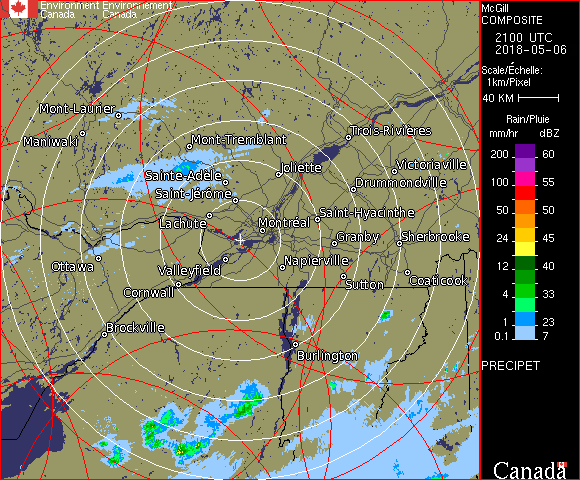 Environment Environnement
Canada Canada
McGill
COMPOSITE
2100 UTC
2018-05-06
Scale/Échelle:
1km/Pixel
40 KM
Rain/Pluie
mm/hr dBZ
200 60
155
100 55
50 50
24 45
12 40
4 33
1 23
0.1 7
PRECIPET
Canada
Mont-Laurier
Maniwaki
Mont-Tremblant
Trois-Rivières
Sainte-Adèle
Joliette
Victoriaville
Saint-Jérôme
Drummondville
Lachute
Montréal
Saint-Hyacinthe
Granby
Sherbrooke
Ottawa
Valleyfield
Napierville
Cornwall
Sutton
Coaticook
Brockville
Burlington